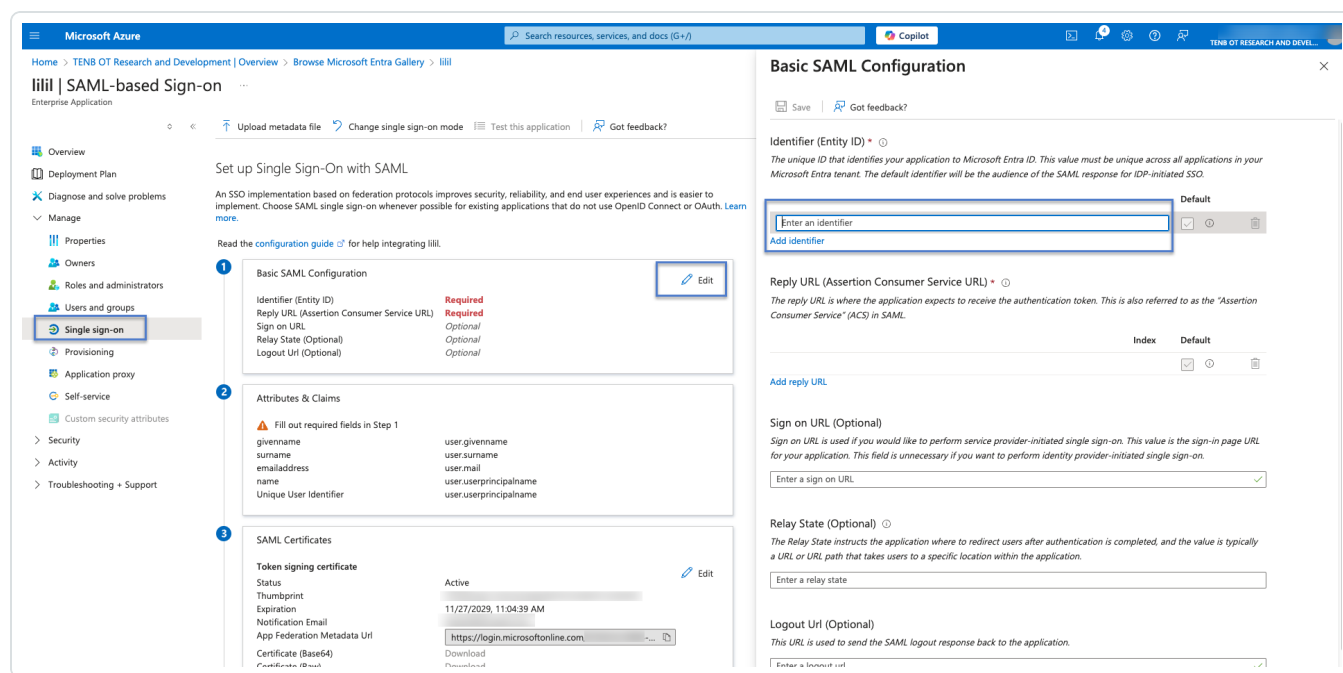 Microsoft Azure
Search resources, services, and docs (G+/)
Copilot
4
TENB OT RESEARCH AND DEVEL...
Home > TENB OT Research and Development | Overview > Browse Microsoft Entra Gallery > lilil
lilil | SAML-based Sign-on ...
Enterprise Application
Upload metadata file
Change single sign-on mode
Test this application
Got feedback?
Overview
Deployment Plan
Diagnose and solve problems
Manage
Properties
Owners
Roles and administrators
Users and groups
Single sign-on
Provisioning
Application proxy
Self-service
Custom security attributes
Security
Activity
Troubleshooting + Support
Set up Single Sign-On with SAML
An SSO implementation based on federation protocols improves security, reliability, and end user experiences and is easier to
implement. Choose SAML single sign-on whenever possible for existing applications that do not use OpenID Connect or OAuth. Learn
more.
Read the configuration guide for help integrating lilil.
1
Basic SAML Configuration
Edit
Identifier (Entity ID) Required
Reply URL (Assertion Consumer Service URL) Required
Sign on URL Optional
Relay State (Optional) Optional
Logout Url (Optional) Optional
2
Attributes & Claims
Fill out required fields in Step 1
givenname user.givenname
surname user.surname
emailaddress user.mail
name user.userprincipalname
Unique User Identifier user.userprincipalname
3
SAML Certificates
Token signing certificate
Edit
Status Active
Thumbprint
Expiration 11/27/2029, 11:04:39 AM
Notification Email
App Federation Metadata Url https://login.microsoftonline.com -...
Certificate (Base64) Download
Certificate (Raw) Download
Basic SAML Configuration
Save
Got feedback?
Identifier (Entity ID) *
The unique ID that identifies your application to Microsoft Entra ID. This value must be unique across all applications in your
Microsoft Entra tenant. The default identifier will be the audience of the SAML response for IDP-initiated SSO.
Default
Enter an identifier
Add identifier
Reply URL (Assertion Consumer Service URL) *
The reply URL is where the application expects to receive the authentication token. This is also referred to as the "Assertion
Consumer Service" (ACS) in SAML.
Index Default
Add reply URL
Sign on URL (Optional)
Sign on URL is used if you would like to perform service provider-initiated single sign-on. This value is the sign-in page URL
for your application. This field is unnecessary if you want to perform identity provider-initiated single sign-on.
Enter a sign on URL
Relay State (Optional)
The Relay State instructs the application where to redirect users after authentication is completed, and the value is typically
a URL or URL path that takes users to a specific location within the application.
Enter a relay state
Logout Url (Optional)
This URL is used to send the SAML logout response back to the application.
Enter a logout url